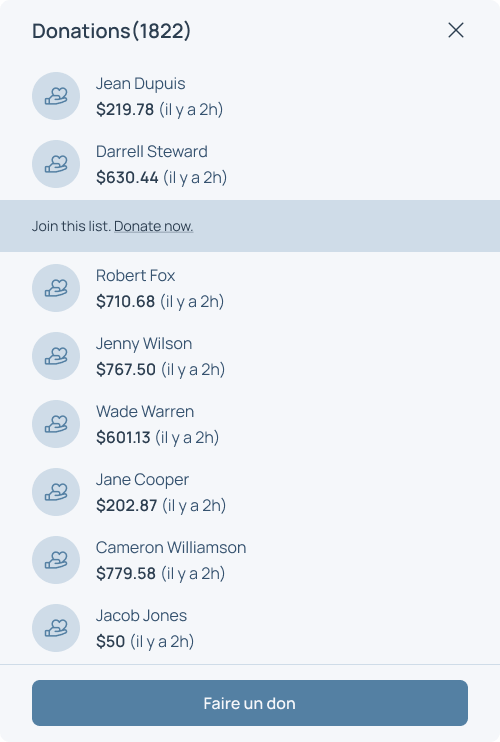 Donations(1822)
Jean Dupuis
$219.78 (il y a 2h)
Darrell Steward
$630.44 (il y a 2h)
Join this list. Donate now.
Robert Fox
$710.68 (il y a 2h)
Jenny Wilson
$767.50 (il y a 2h)
Wade Warren
$601.13 (il y a 2h)
Jane Cooper
$202.87 (il y a 2h)
Cameron Williamson
$779.58 (il y a 2h)
Jacob Jones
$50 (il y a 2h)
Faire un don